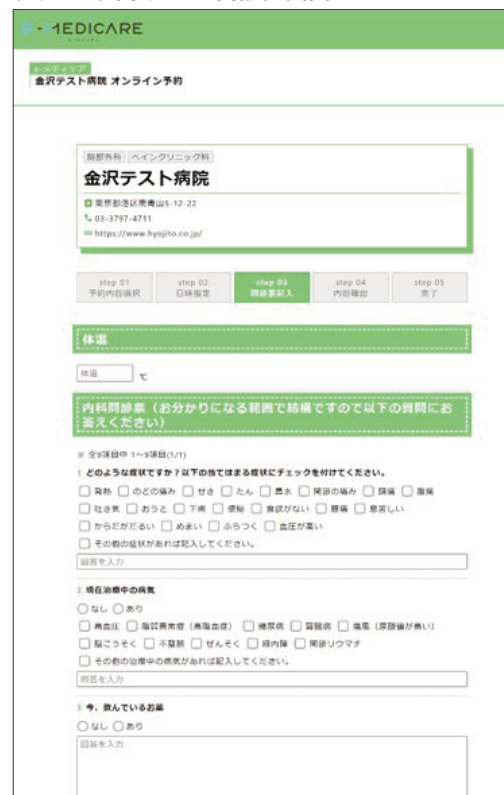 e-MEDICARE
e-メディケア
金沢テスト病院 オンライン予約
胸部外科 ペインクリニック科
金沢テスト病院
東京都港区南青山5-12-22
03-3797-4711
https://www.hyojito.co.jp/
step 01 step 02 step 03 step 04 step 05
予約内容選択 日時指定 問診票記入 内容確認 完了
体温
体温 ℃
内科問診票(お分かりになる範囲で結構ですので以下の質問にお
答えください)
※ 全9項目中 1〜9項目(1/1)
1 どのような症状ですか?以下の当てはまる症状にチェックを付けてください。
発熱 のどの痛み せき たん 鼻水 関節の痛み 頭痛 腹痛
吐き気 おうと 下痢 便秘 食欲がない 腰痛 息苦しい
からだがだるい めまい ふらつく 血圧が高い
その他の症状があれば記入してください。
回答を入力
2 現在治療中の病気
なし あり
高血圧 脂質異常症(高脂血症) 糖尿病 腎臓病 痛風(尿酸値が高い)
脳こうそく 不整脈 ぜんそく 緑内障 関節リウマチ
その他の治療中の病気があれば記入してください。
回答を入力
3 今、飲んでいるお薬
なし あり
回答を入力